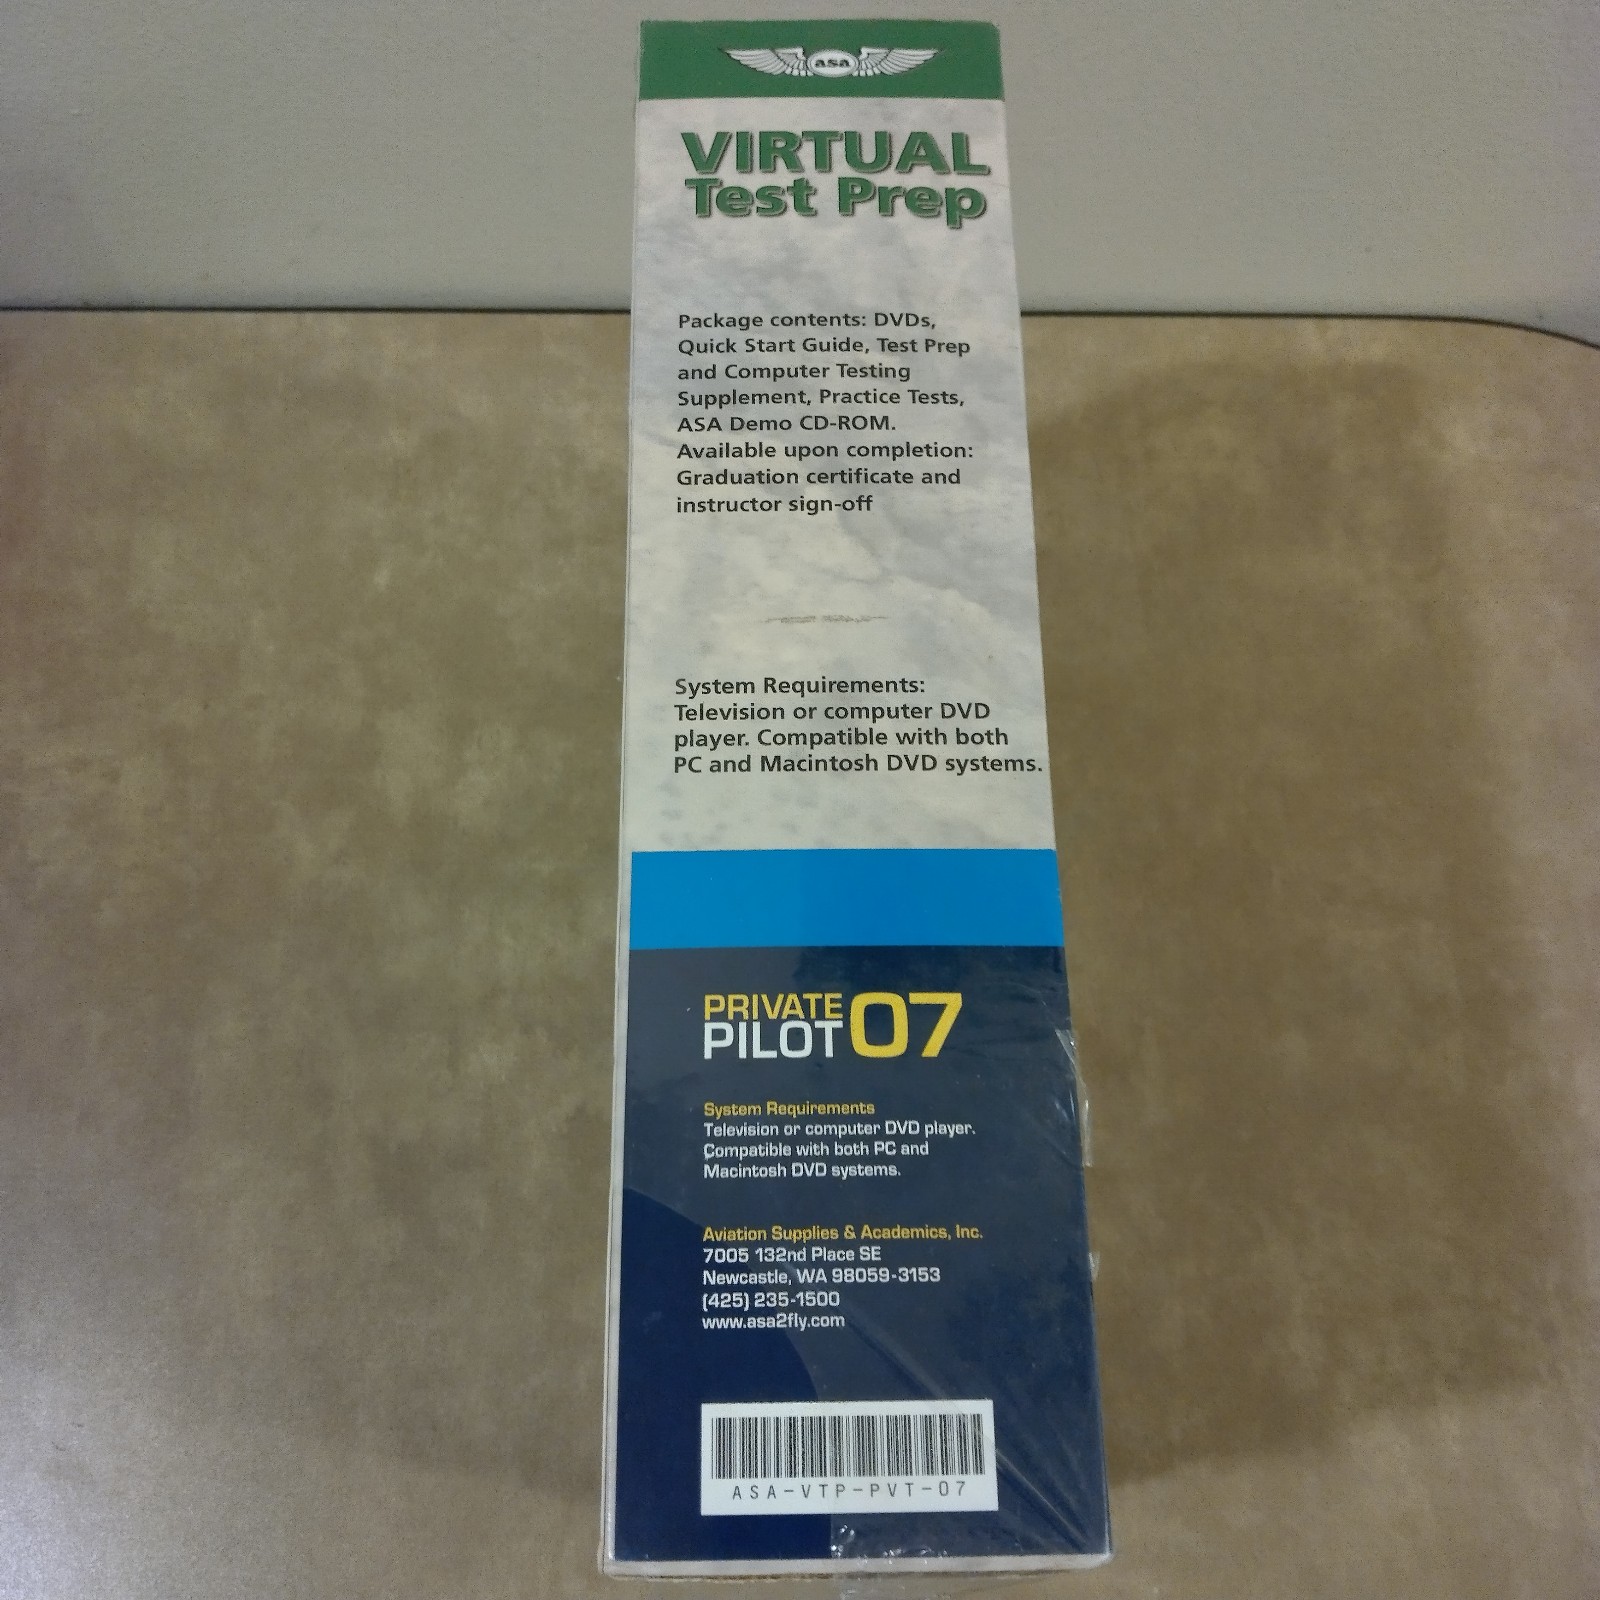 asa
VIRTUAL
Test Prep
Package contents: DVDs,
Quick Start Guide, Test Prep
and Computer Testing
Supplement, Practice Tests,
ASA Demo CD-ROM.
Available upon completion:
Graduation certificate and
instructor sign-off
System Requirements:
Television or computer DVD
player. Compatible with both
PC and Macintosh DVD systems.
PRIVATE
PILOT 07
System Requirements
Television or computer DVD player.
Compatible with both PC and
Macintosh DVD systems.
Aviation Supplies & Academics, Inc.
7005 132nd Place SE
Newcastle, WA 98059-3153
(425) 235-1500
www.asa2fly.com
ASA-VTP-PVT-07